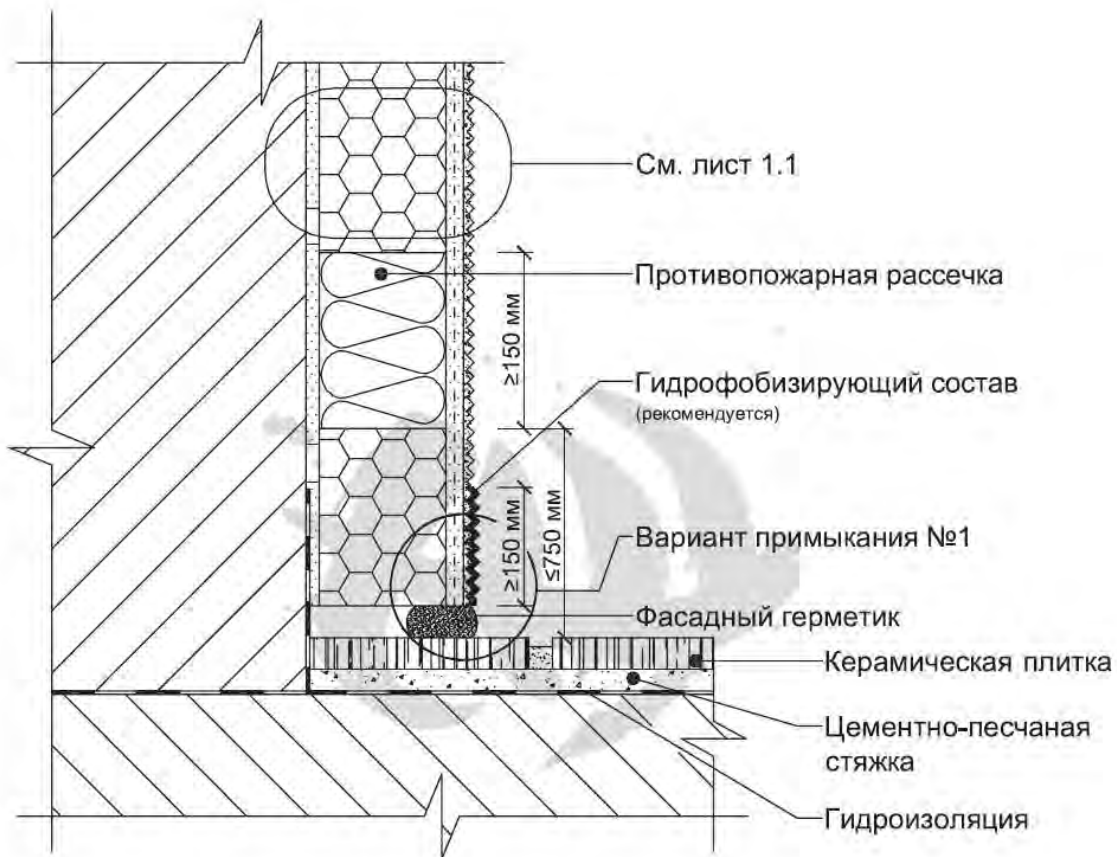 См. лист 1.1
Противопожарная рассечка
≥150 мм
Гидрофобизирующий состав
(рекомендуется)
≥150 мм
≤750 мм
Вариант примыкания №1
Фасадный герметик
Керамическая плитка
Цементно-песчаная
стяжка
Гидроизоляция